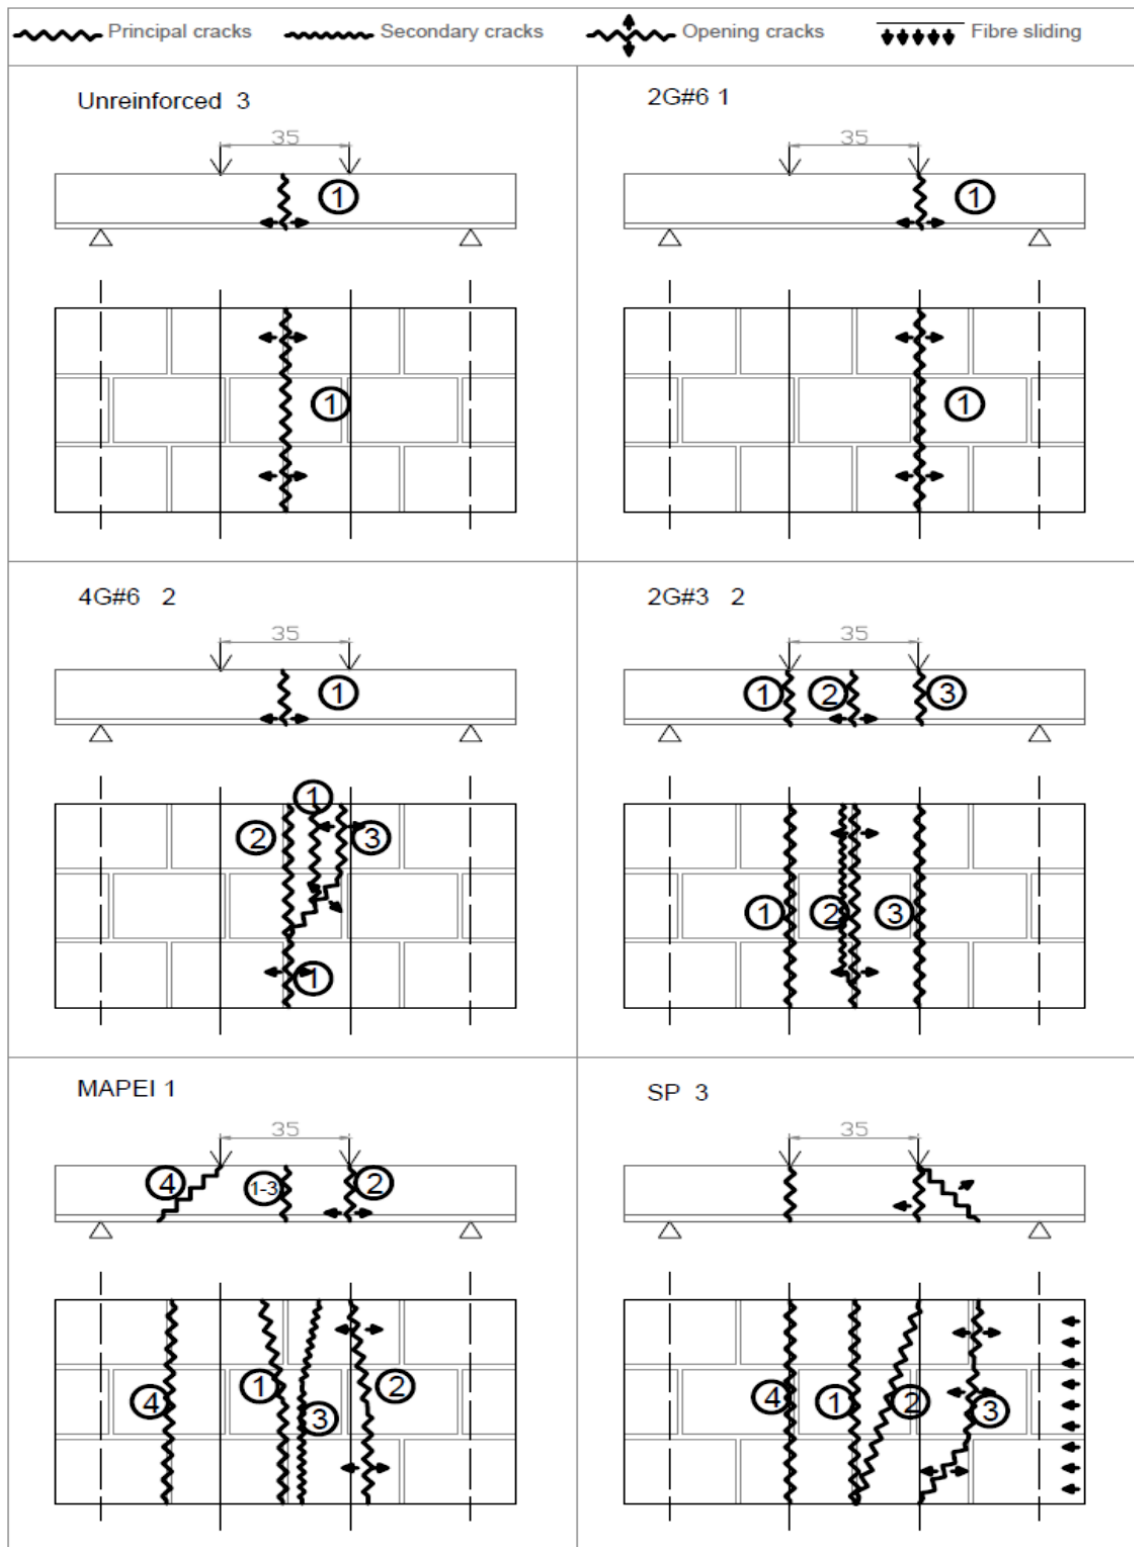 Principal cracks Secondary cracks Opening cracks Fibre sliding
Unreinforced 3
35
1
1
2G#6 1
35
1
1
4G#6 2
35
1
1
2
3
1
2G#3 2
35
1 2 3
1 2 3
MAPEI 1
35
4 1-3 2
4 1 3 2
SP 3
35
4 1 2 3